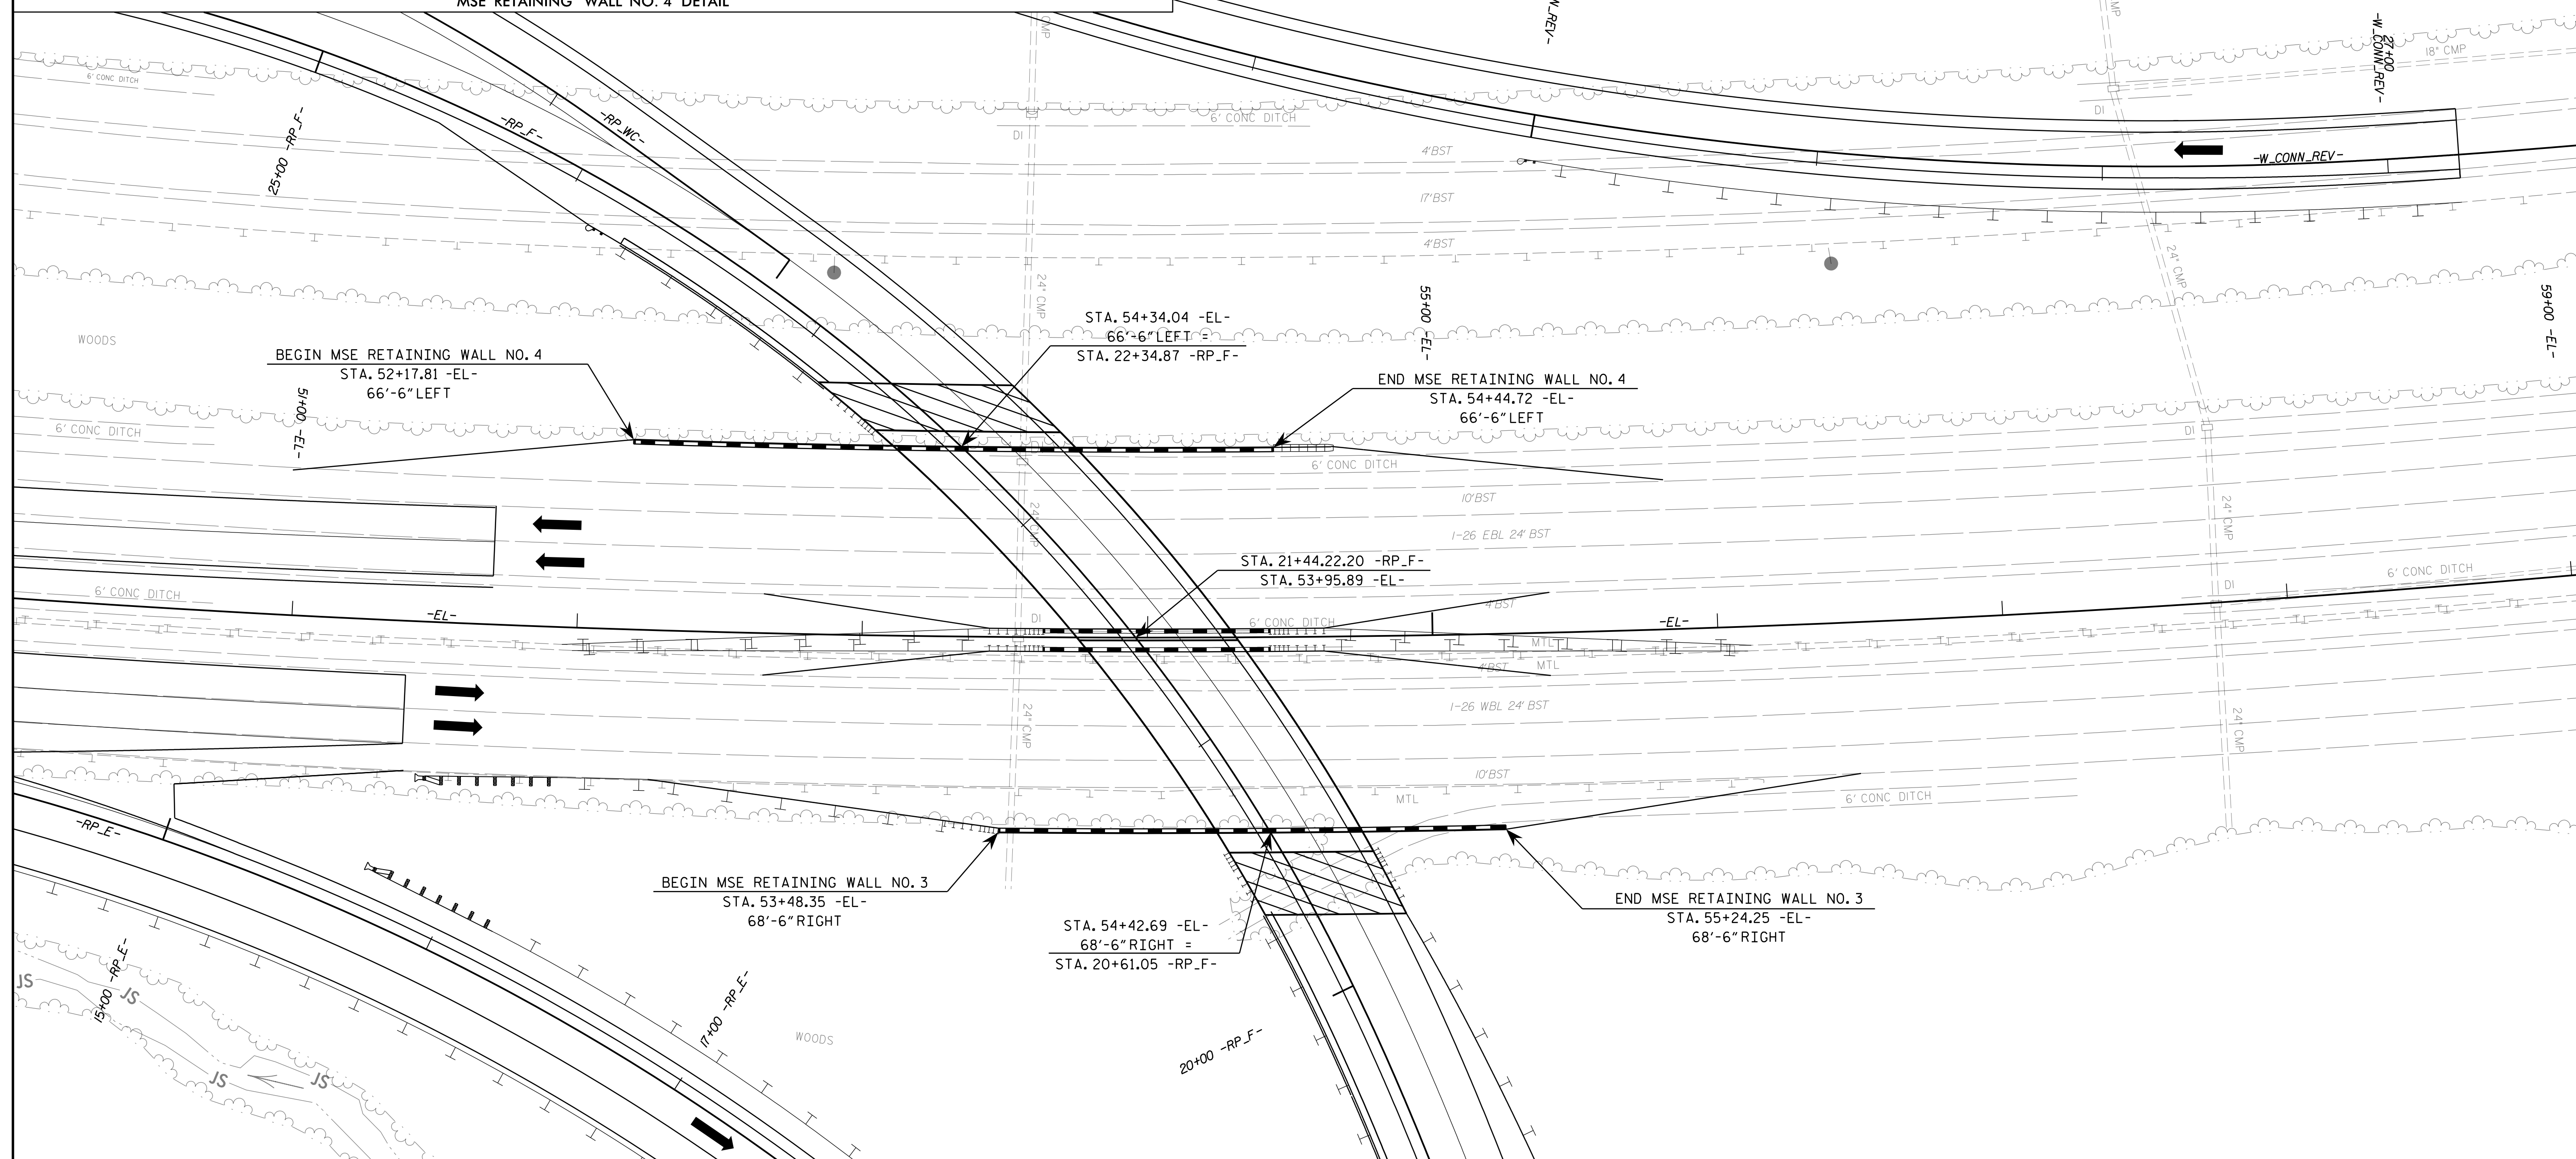 MSE RETAINING WALL NO. 4 DETAIL
CMP
-W_CONN_REV-
27+00
18" CMP
6' CONC DITCH
25+00 -RP_F-
-RP_F-
-RP_WC-
DI
6' CONC DITCH
4' BST
17' BST
4' BST
DI
-W_CONN_REV-
24" CMP
24" CMP
WOODS
STA. 54+34.04 -EL-
66'-6" LEFT =
STA. 22+34.87 -RP_F-
55+00 -EL-
59+00 -EL-
BEGIN MSE RETAINING WALL NO. 4
STA. 52+17.81 -EL-
66'-6" LEFT
END MSE RETAINING WALL NO. 4
STA. 54+44.72 -EL-
66'-6" LEFT
51+00 -EL-
6' CONC DITCH
DI
6' CONC DITCH
10' BST
24" CMP
24" CMP
I-26 EBL 24' BST
STA. 21+44.22.20 -RP_F-
STA. 53+95.89 -EL-
6' CONC DITCH
DI
6' CONC DITCH
-EL-
DI
6' CONC DITCH
4' BST
-EL-
MTL
4' BST
MTL
24" CMP
I-26 WBL 24' BST
24" CMP
10' BST
MTL
6' CONC DITCH
-RP_E-
BEGIN MSE RETAINING WALL NO. 3
STA. 53+48.35 -EL-
68'-6" RIGHT
STA. 54+42.69 -EL-
68'-6" RIGHT =
STA. 20+61.05 -RP_F-
END MSE RETAINING WALL NO. 3
STA. 55+24.25 -EL-
68'-6" RIGHT
15+00 -RP_E-
JS
JS
17+00 -RP_E-
WOODS
20+00 -RP_F-
JS
JS